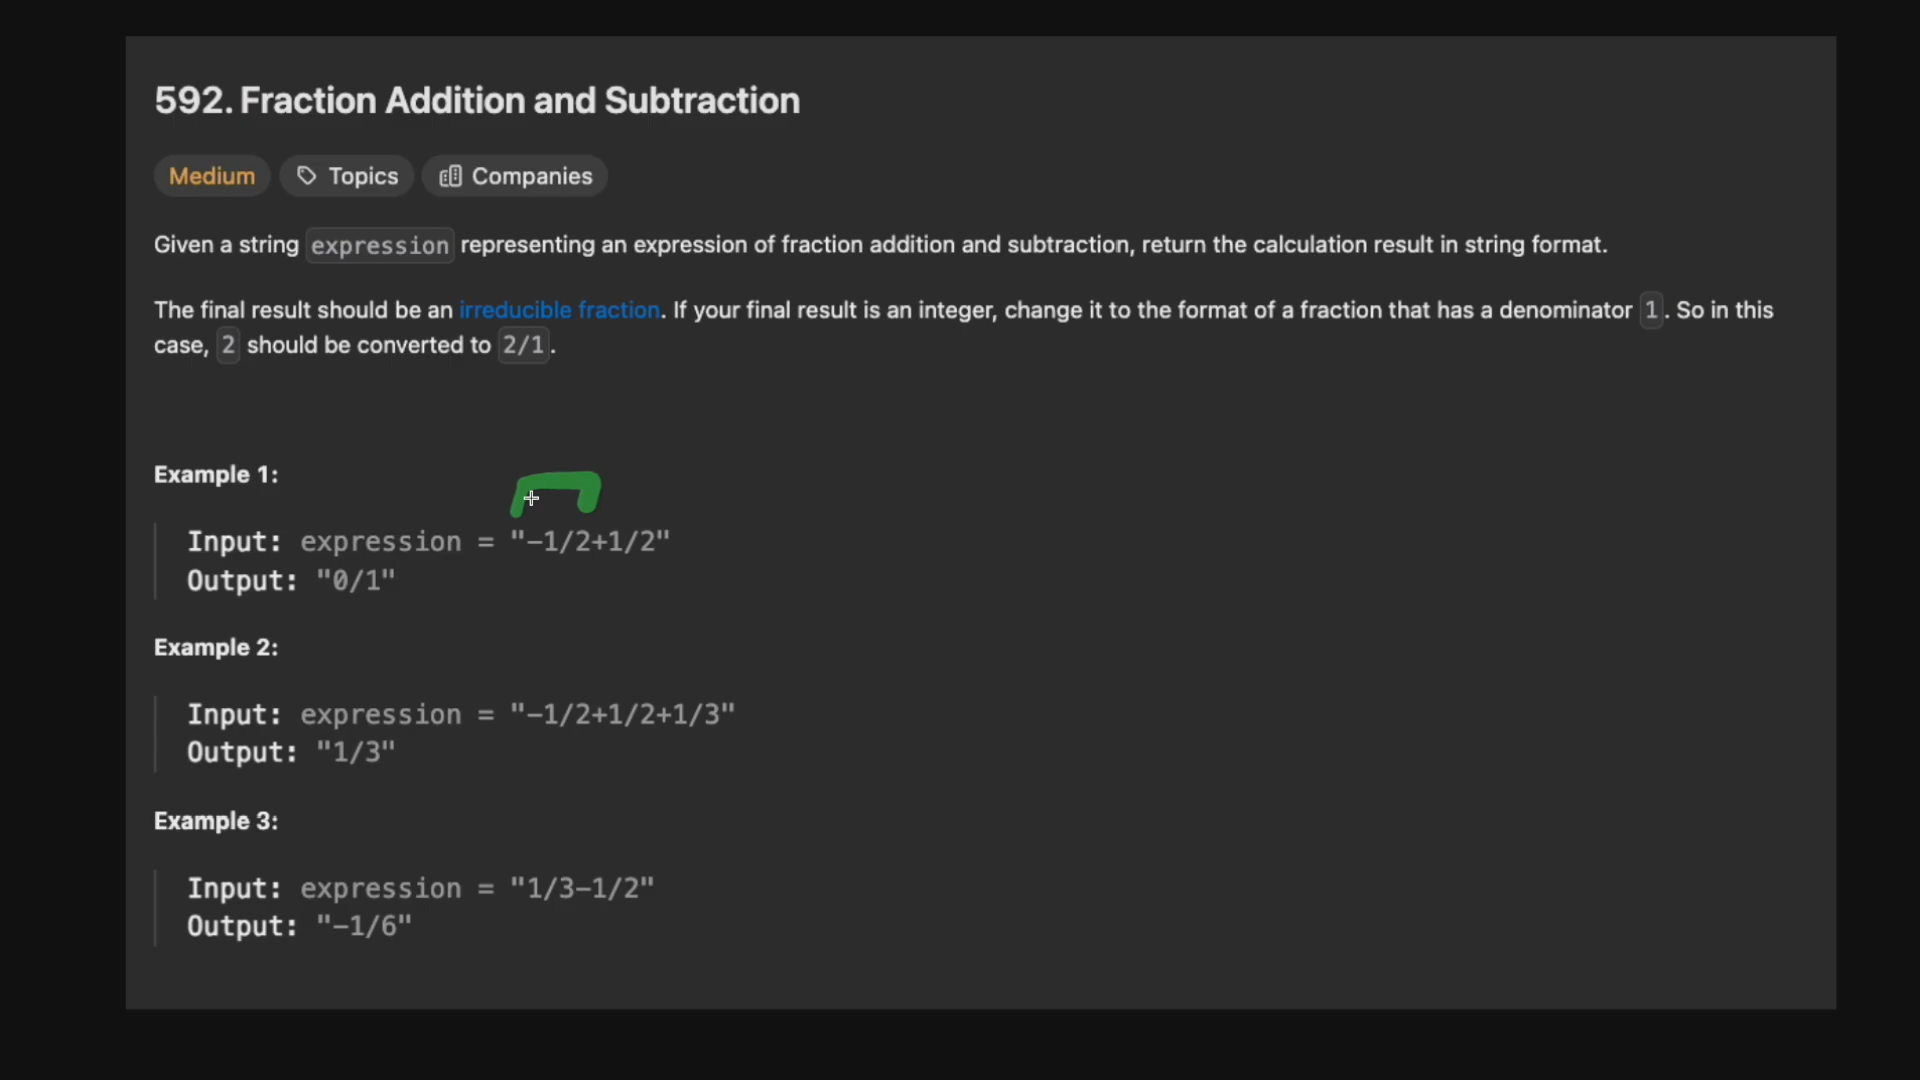 592. Fraction Addition and Subtraction
Medium Topics Companies
Given a string expression representing an expression of fraction addition and subtraction, return the calculation result in string format.
The final result should be an irreducible fraction. If your final result is an integer, change it to the format of a fraction that has a denominator 1. So in this
case, 2 should be converted to 2/1.
Example 1:
Input: expression = "−1/2+1/2"
Output: "0/1"
Example 2:
Input: expression = "−1/2+1/2+1/3"
Output: "1/3"
Example 3:
Input: expression = "1/3−1/2"
Output: "−1/6"